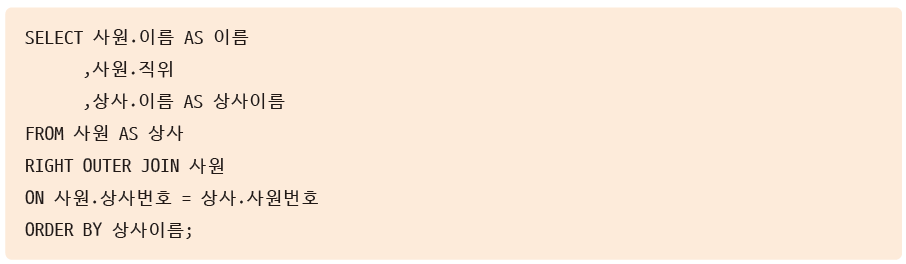 SELECT 사원.이름 AS 이름
,사원.직위
,상사.이름 AS 상사이름
FROM 사원 AS 상사
RIGHT OUTER JOIN 사원
ON 사원.상사번호 = 상사.사원번호
ORDER BY 상사이름;